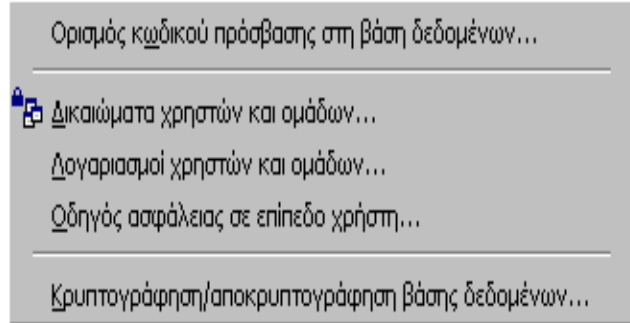 Ορισμός κωδικού πρόσβασης στη βάση δεδομένων...
Δικαιώματα χρηστών και ομάδων...
Λογαριασμοί χρηστών και ομάδων...
Οδηγός ασφάλειας σε επίπεδο χρήστη...
Κρυπτογράφηση/αποκρυπτογράφηση βάσης δεδομένων...